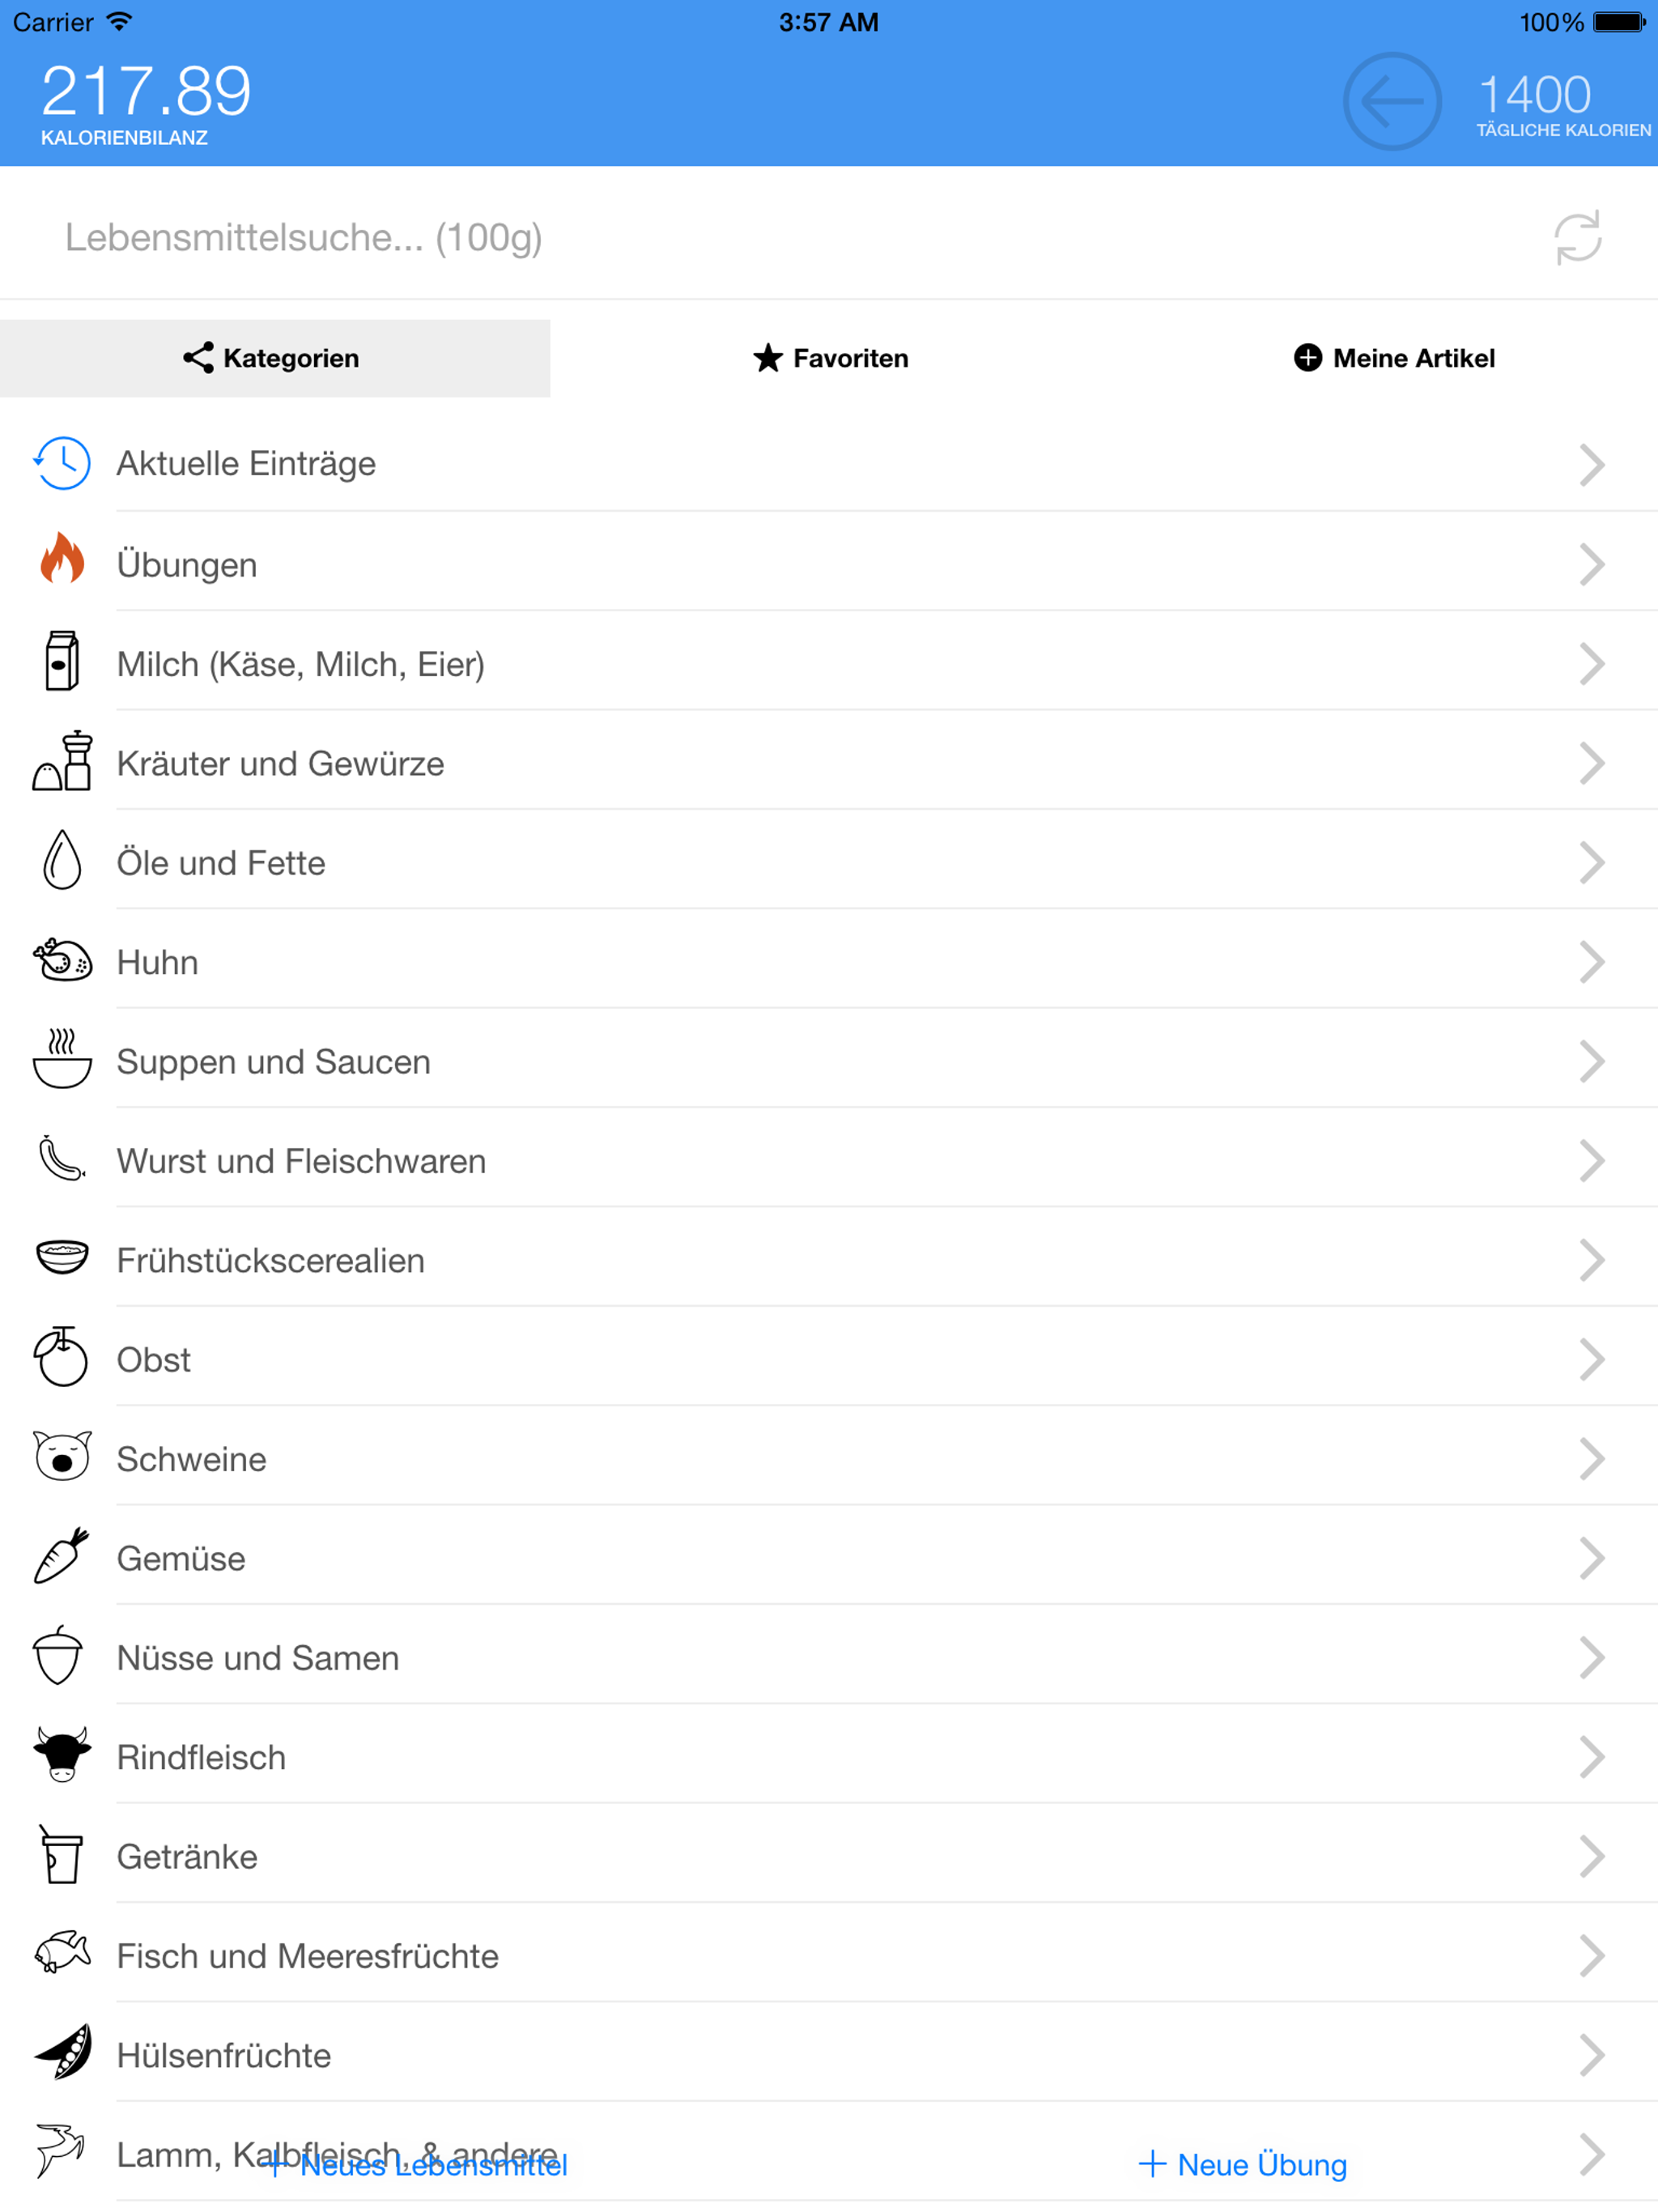 Carrier 3:57 AM 100%
217.89
KALORIENBILANZ
1400
TÄGLICHE KALORIEN
Lebensmittelsuche... (100g)
Kategorien Favoriten Meine Artikel
Aktuelle Einträge
Übungen
Milch (Käse, Milch, Eier)
Kräuter und Gewürze
Öle und Fette
Huhn
Suppen und Saucen
Wurst und Fleischwaren
Frühstückscerealien
Obst
Schweine
Gemüse
Nüsse und Samen
Rindfleisch
Getränke
Fisch und Meeresfrüchte
Hülsenfrüchte
Lamm, Kalbfleisch, & andere
+ Neues Lebensmittel + Neue Übung